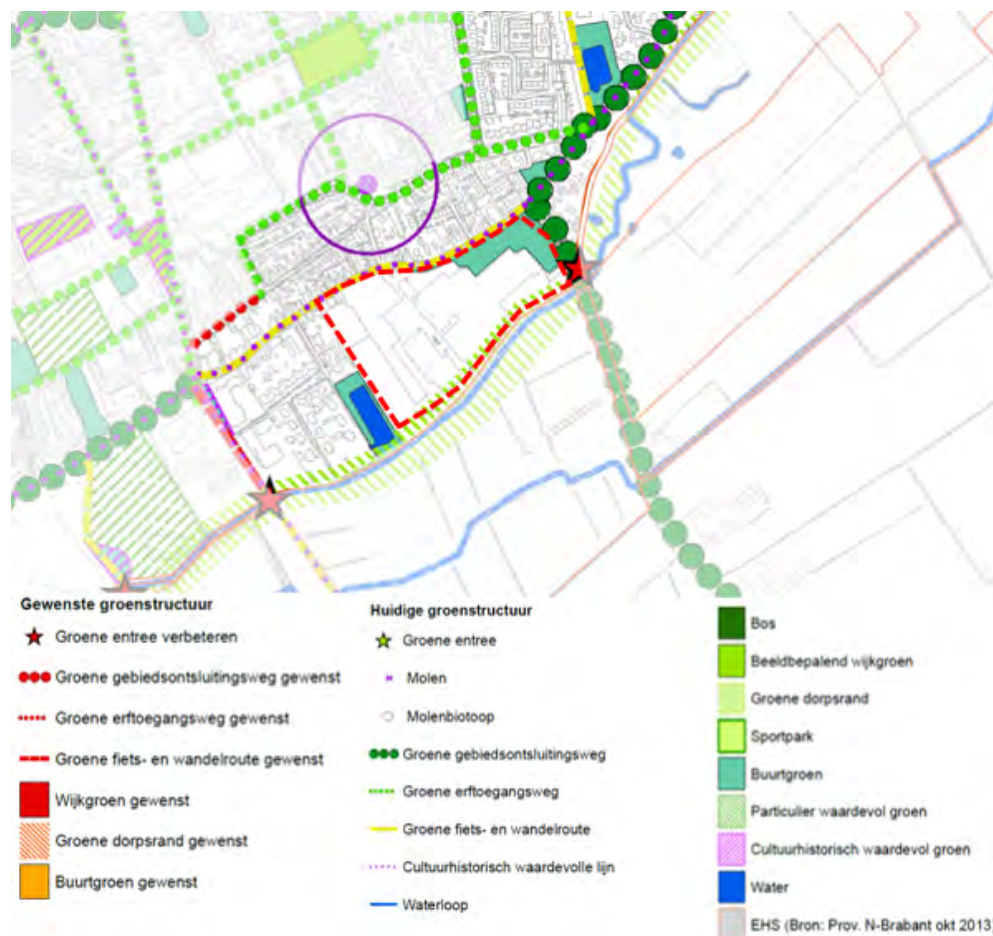 Gewenste groenstructuur
Groene entree verbeteren
Groene gebiedsontsluitingsweg gewenst
Groene erftoegangsweg gewenst
Groene fiets- en wandelroute gewenst
Wijkgroen gewenst
Groene dorpsrand gewenst
Buurtgroen gewenst
Huidige groenstructuur
Groene entree
Molen
Molenbiotoop
Groene gebiedsontsluitingsweg
Groene erftoegangsweg
Groene fiets- en wandelroute
Cultuurhistorisch waardevolle lijn
Waterloop
Bos
Beeldbepalend wijkgroen
Groene dorpsrand
Sportpark
Buurtgroen
Particulier waardevol groen
Cultuurhistorisch waardevol groen
Water
EHS (Bron: Prov. N-Brabant okt 2013)